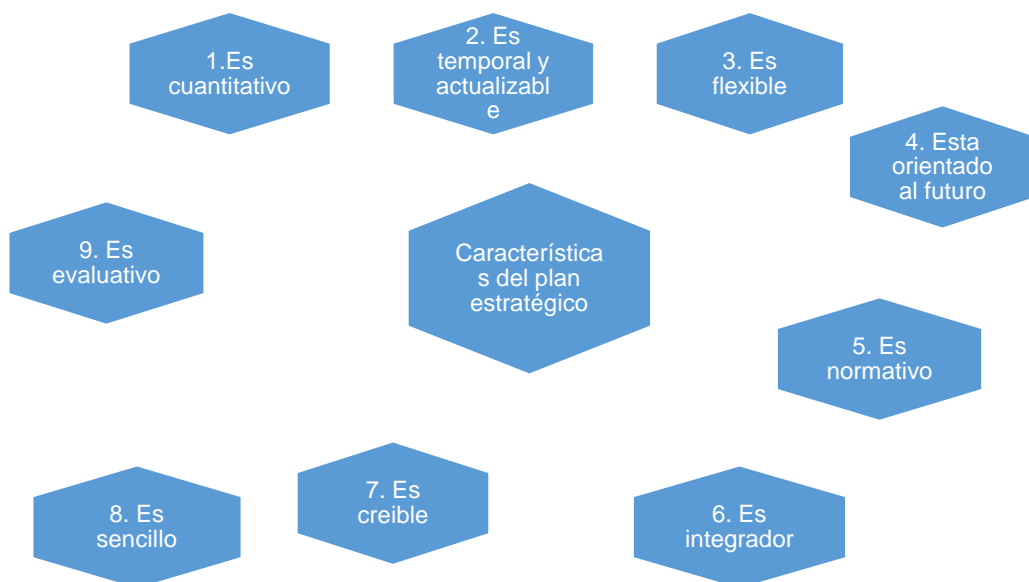 1.Es
cuantitativo
2. Es
temporal y
actualizabl
e
3. Es
flexible
4. Esta
orientado
al futuro
Característica
s del plan
estratégico
9. Es
evaluativo
5. Es
normativo
7. Es
creible
8. Es
sencillo
6. Es
integrador